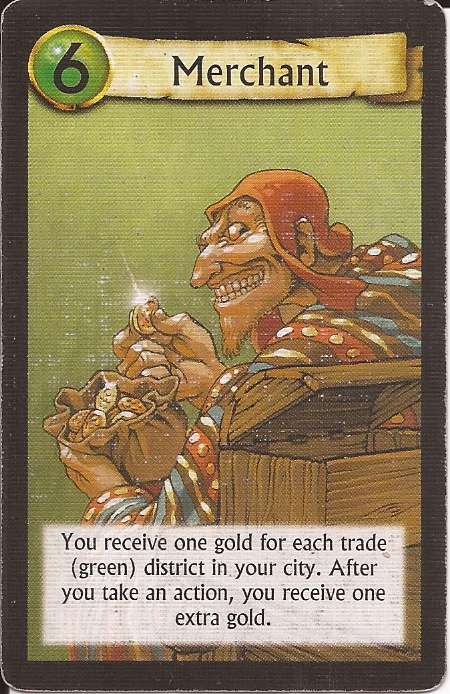 6
Merchant
You receive one gold for each trade
(green) district in your city. After
you take an action, you receive one
extra gold.